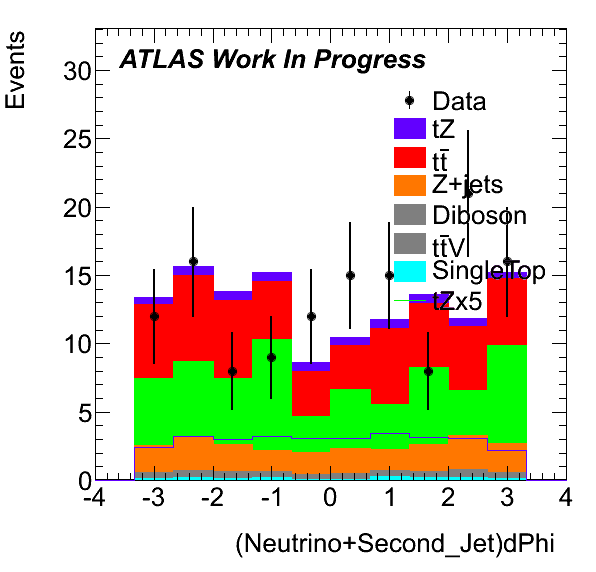 Events
ATLAS Work In Progress
30
25
20
15
10
5
0
Data
tZ
tt̄
Z+jets
Diboson
tt̄V
SingleTop
tZx5
-4 -3 -2 -1 0 1 2 3 4
(Neutrino+Second_Jet)dPhi